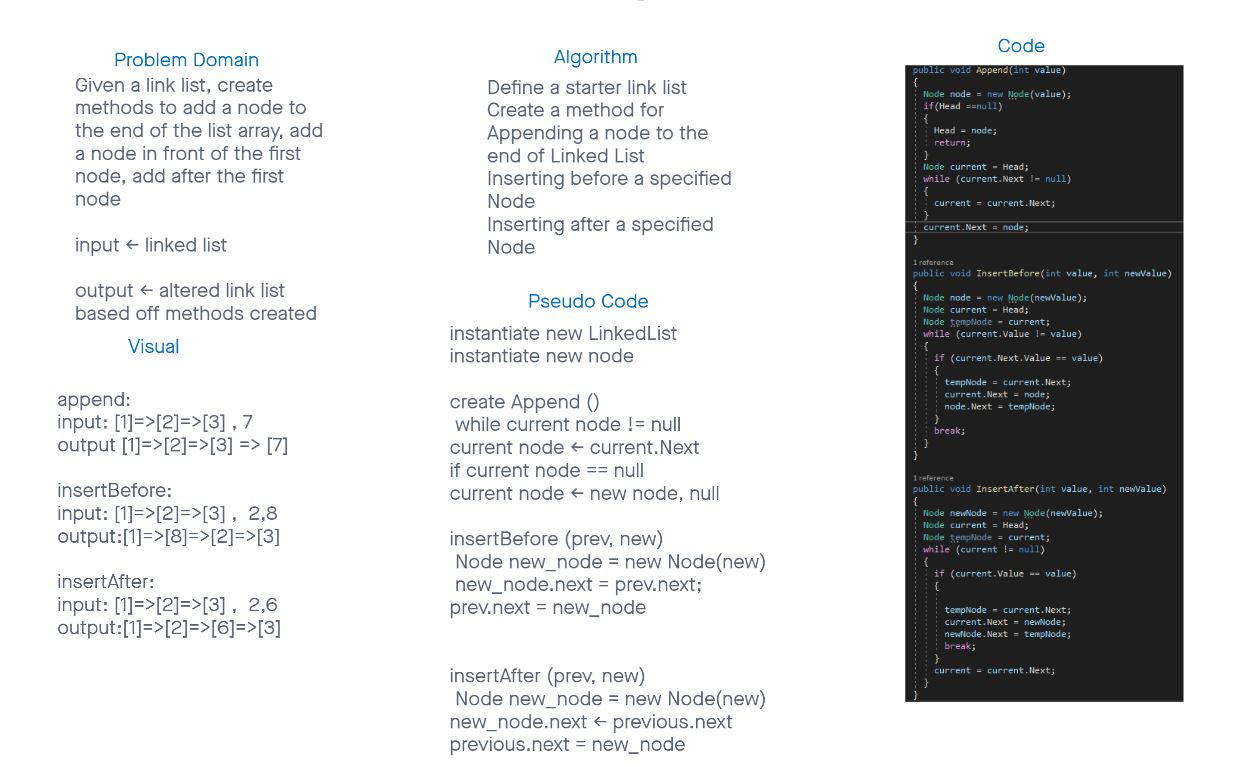 Problem Domain
Given a link list, create
methods to add a node to
the end of the list array, add
a node in front of the first
node, add after the first
node
input ← linked list
output ← altered link list
based off methods created
Visual
append:
input: [1]=>[2]=>[3] , 7
output [1]=>[2]=>[3] => [7]
insertBefore:
input: [1]=>[2]=>[3] ,  2,8
output:[1]=>[8]=>[2]=>[3]
insertAfter:
input: [1]=>[2]=>[3] ,  2,6
output:[1]=>[2]=>[6]=>[3]
Algorithm
Define a starter link list
Create a method for
Appending a node to the
end of Linked List
Inserting before a specified
Node
Inserting after a specified
Node
Pseudo Code
instantiate new LinkedList
instantiate new node
create Append ()
while current node != null
current node ← current.Next
if current node == null
current node ← new node, null
insertBefore (prev, new)
Node new_node = new Node(new)
new_node.next = prev.next;
prev.next = new_node
insertAfter (prev, new)
Node new_node = new Node(new)
new_node.next ← previous.next
previous.next = new_node
Code
public void Append(int value)
{
Node node = new Node(value);
if(Head ==null)
{
Head = node;
return;
}
Node current = Head;
while (current.Next != null)
{
current = current.Next;
}
current.Next = node;
}
1 reference
public void InsertBefore(int value, int newValue)
{
Node node = new Node(newValue);
Node current = Head;
Node tempNode = current;
while (current.Value != value)
{
if (current.Next.Value == value)
{
tempNode = current.Next;
current.Next = node;
node.Next = tempNode;
}
break;
}
}
1 reference
public void InsertAfter(int value, int newValue)
{
Node newNode = new Node(newValue);
Node current = Head;
Node tempNode = current;
while (current != null)
{
if (current.Value == value)
{
tempNode = current.Next;
current.Next = newNode;
newNode.Next = tempNode;
break;
}
current = current.Next;
}
}